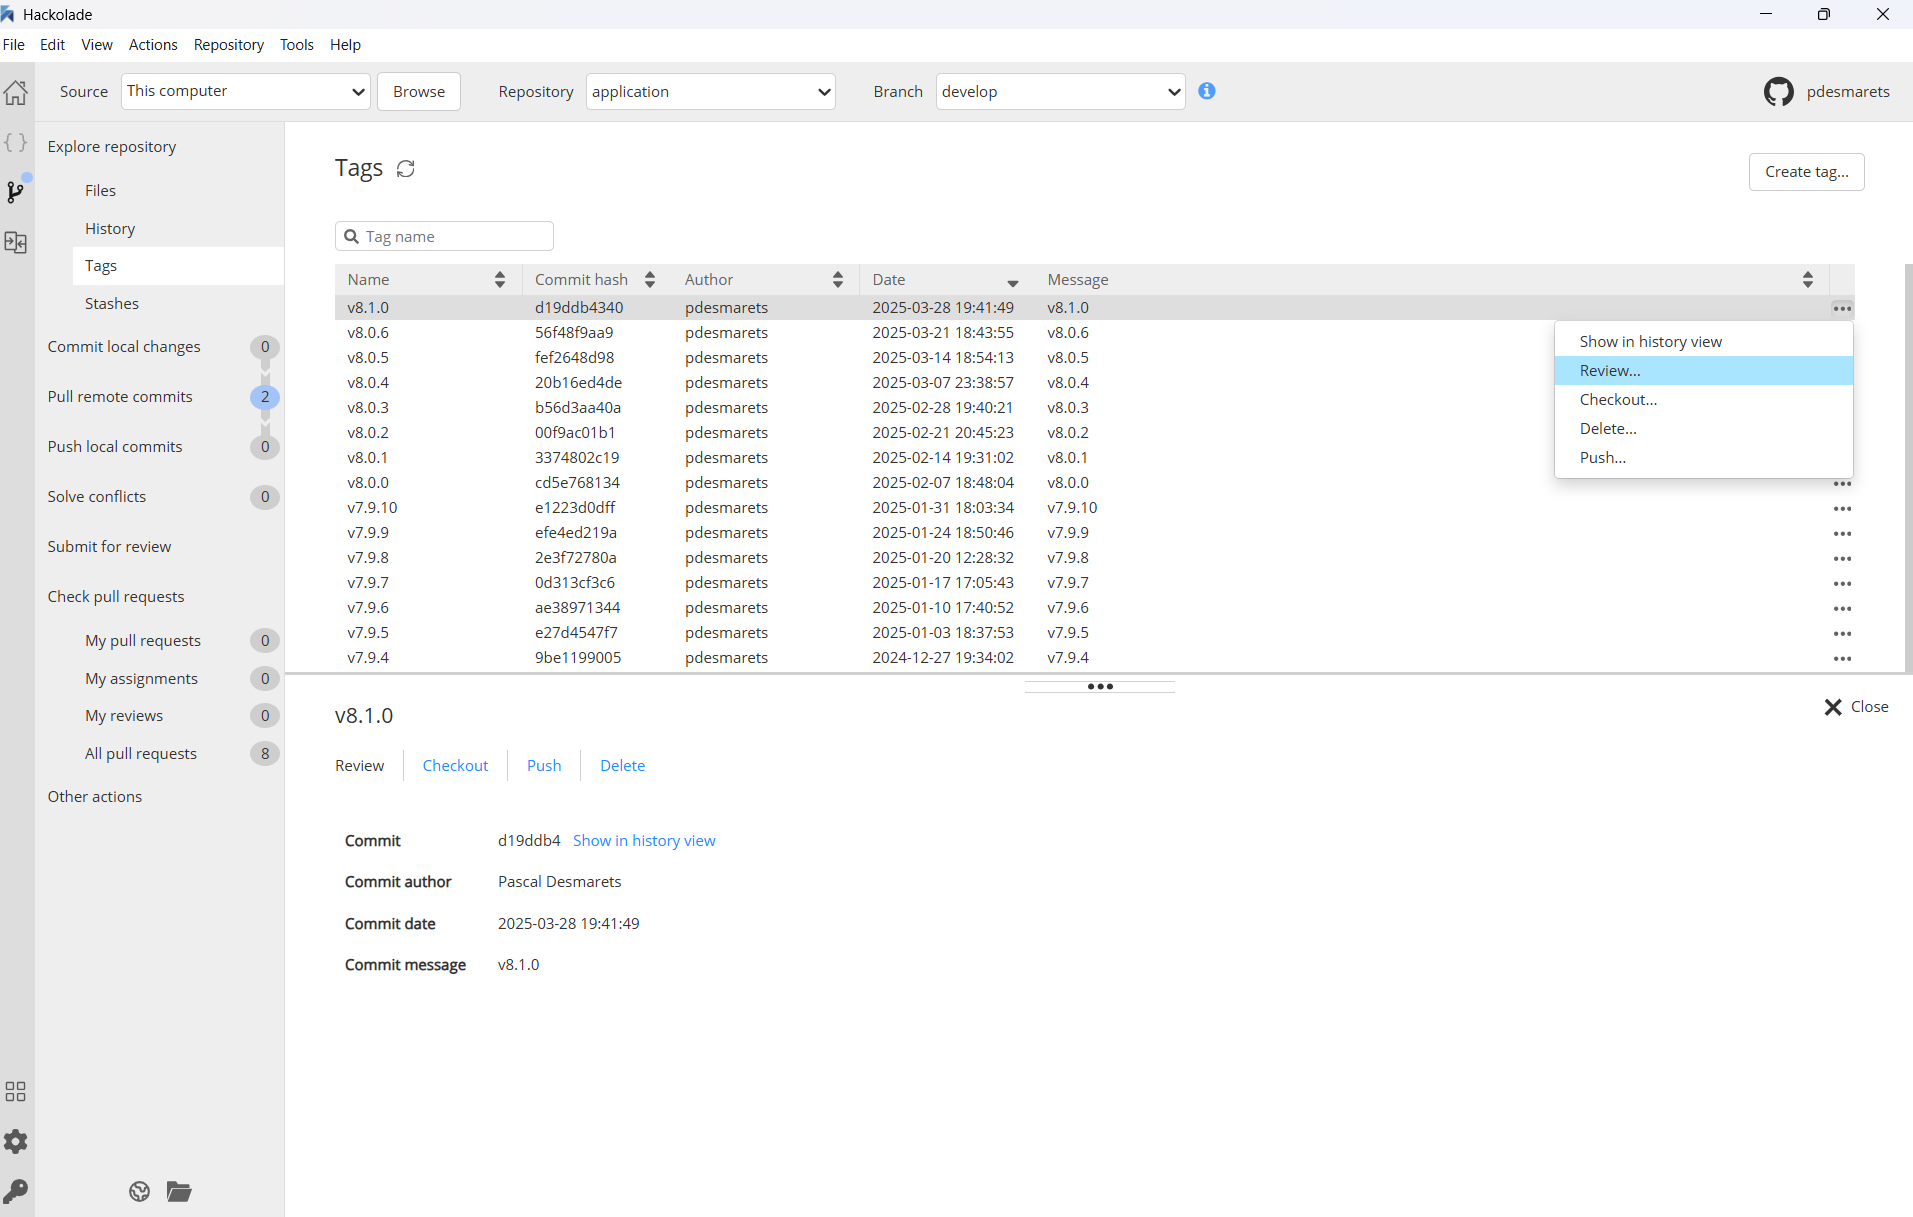 Hackolade
File Edit View Actions Repository Tools Help
Source This computer Browse Repository application Branch develop pdesmarets
Explore repository
Files
History
Tags
Stashes
Commit local changes 0
Pull remote commits 2
Push local commits 0
Solve conflicts 0
Submit for review
Check pull requests
My pull requests 0
My assignments 0
My reviews 0
All pull requests 8
Other actions
Tags
Create tag...
Tag name
Name Commit hash Author Date Message
v8.1.0 d19ddb4340 pdesmarets 2025-03-28 19:41:49 v8.1.0
v8.0.6 56f48f9aa9 pdesmarets 2025-03-21 18:43:55 v8.0.6
v8.0.5 fef2648d98 pdesmarets 2025-03-14 18:54:13 v8.0.5
v8.0.4 20b16ed4de pdesmarets 2025-03-07 23:38:57 v8.0.4
v8.0.3 b56d3aa40a pdesmarets 2025-02-28 19:40:21 v8.0.3
v8.0.2 00f9ac01b1 pdesmarets 2025-02-21 20:45:23 v8.0.2
v8.0.1 3374802c19 pdesmarets 2025-02-14 19:31:02 v8.0.1
v8.0.0 cd5e768134 pdesmarets 2025-02-07 18:48:04 v8.0.0
v7.9.10 e1223d0dff pdesmarets 2025-01-31 18:03:34 v7.9.10
v7.9.9 efe4ed219a pdesmarets 2025-01-24 18:50:46 v7.9.9
v7.9.8 2e3f72780a pdesmarets 2025-01-20 12:28:32 v7.9.8
v7.9.7 0d313cf3c6 pdesmarets 2025-01-17 17:05:43 v7.9.7
v7.9.6 ae38971344 pdesmarets 2025-01-10 17:40:52 v7.9.6
v7.9.5 e27d4547f7 pdesmarets 2025-01-03 18:37:53 v7.9.5
v7.9.4 9be1199005 pdesmarets 2024-12-27 19:34:02 v7.9.4
Show in history view
Review...
Checkout...
Delete...
Push...
v8.1.0
Close
Review Checkout Push Delete
Commit d19ddb4 Show in history view
Commit author Pascal Desmarets
Commit date 2025-03-28 19:41:49
Commit message v8.1.0